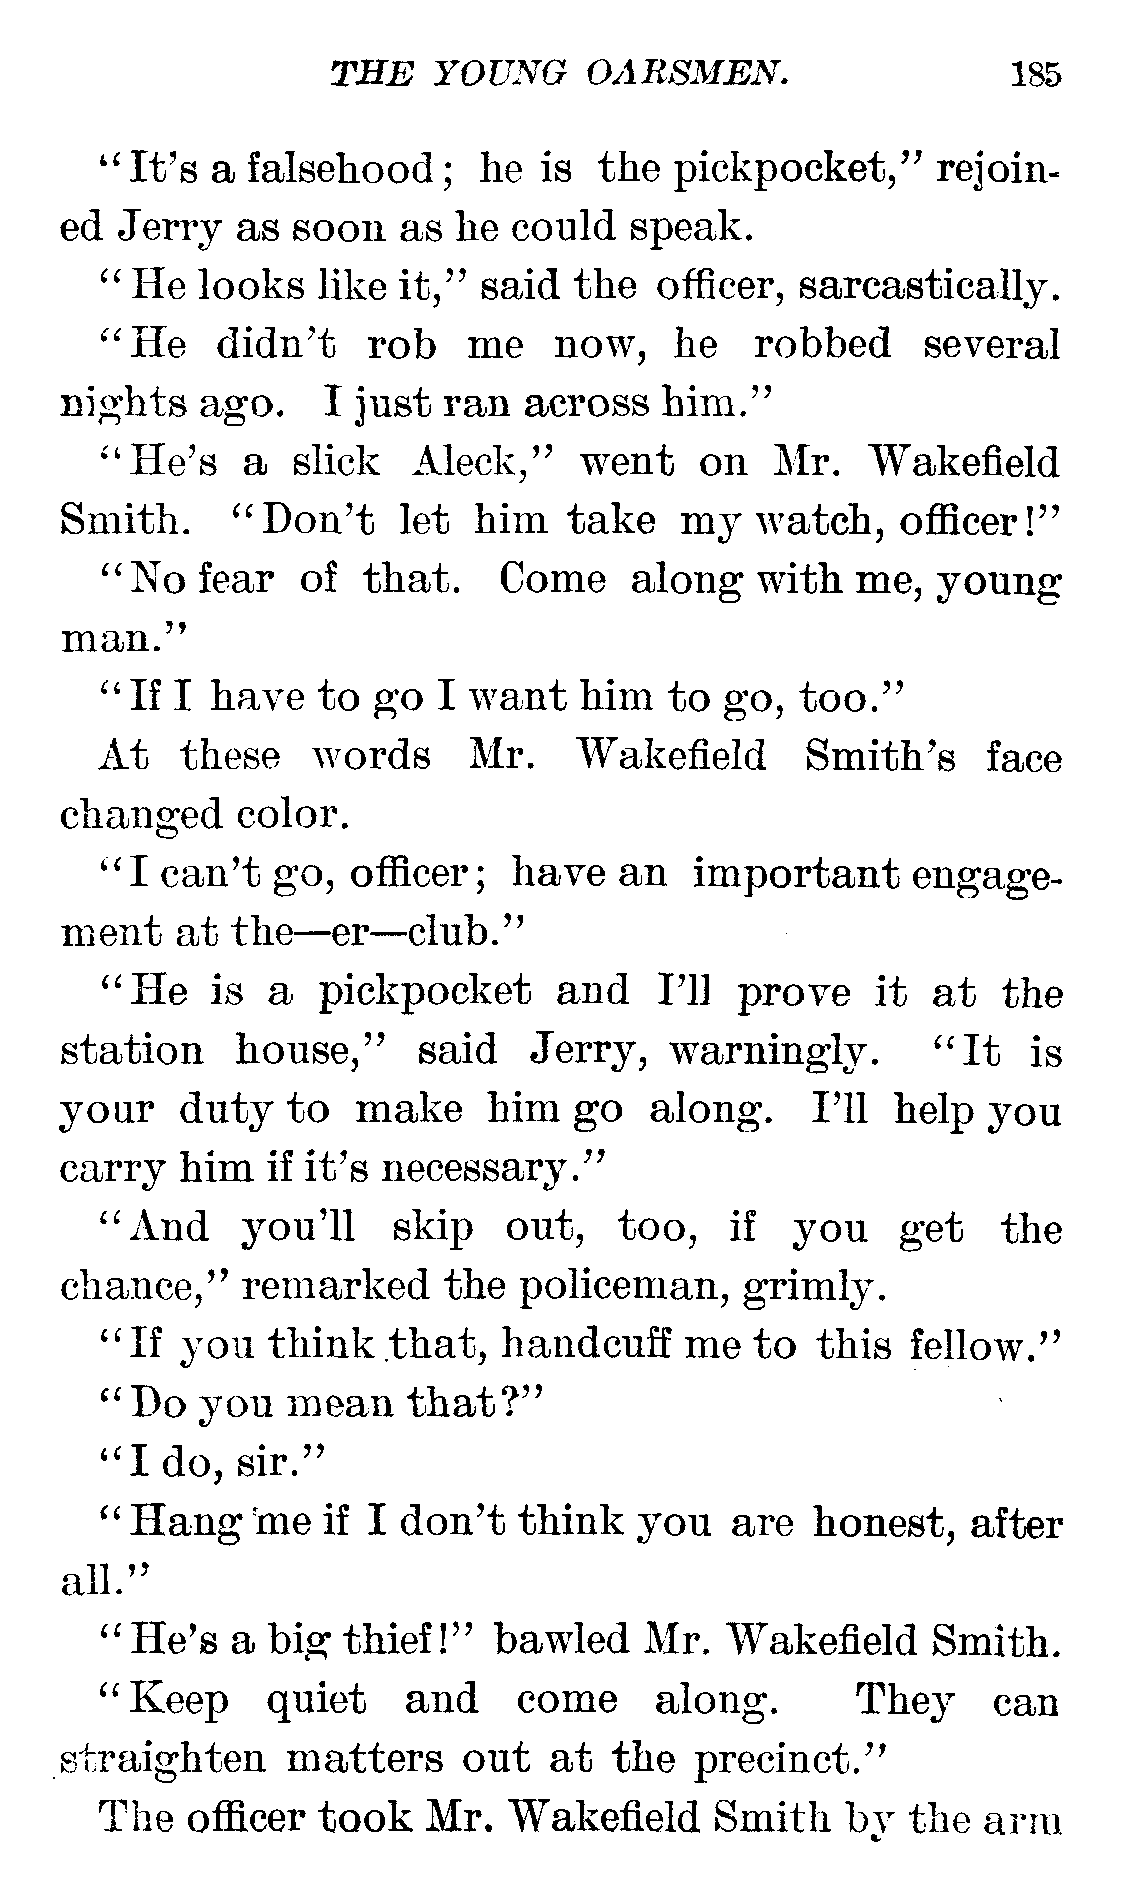 THE YOUNG OARSMEN. 185
“It’s a falsehood; he is the pickpocket,” rejoin-
ed Jerry as soon as he could speak.
“He looks like it,” said the officer, sarcastically.
“He didn’t rob me now, he robbed several
nights ago. I just ran across him.”
“He’s a slick Aleck,” went on Mr. Wakefield
Smith. “Don’t let him take my watch, officer!”
“No fear of that. Come along with me, young
man.”
“If I have to go I want him to go, too.”
At these words Mr. Wakefield Smith’s face
changed color.
“I can’t go, officer; have an important engage-
ment at the—er—club.”
“He is a pickpocket and I’ll prove it at the
station house,” said Jerry, warningly. “It is
your duty to make him go along. I’ll help you
carry him if it’s necessary.”
“And you’ll skip out, too, if you get the
chance,” remarked the policeman, grimly.
“If you think that, handcuff me to this fellow.”
“Do you mean that?”
“I do, sir.”
“Hang me if I don’t think you are honest, after
all.”
“He’s a big thief!” bawled Mr. Wakefield Smith.
“Keep quiet and come along. They can
straighten matters out at the precinct.”
The officer took Mr. Wakefield Smith by the arm